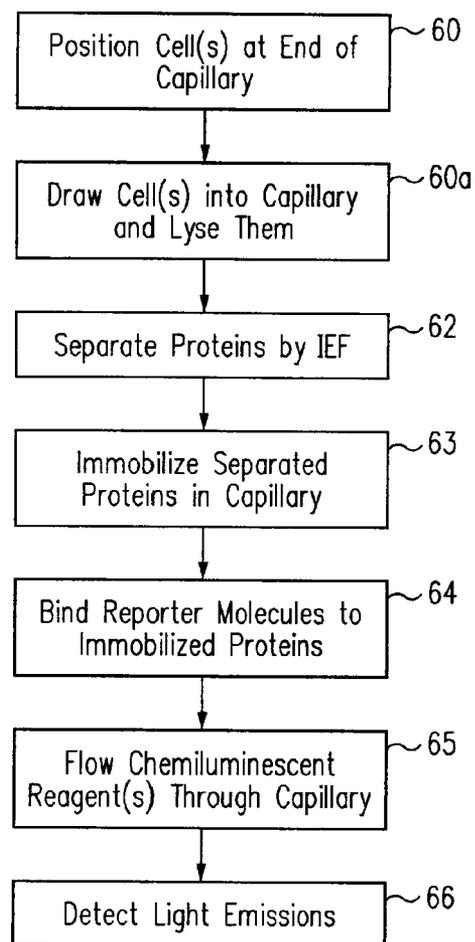 Position Cell(s) at End of
Capillary
60
Draw Cell(s) into Capillary
and Lyse Them
60a
Separate Proteins by IEF
62
Immobilize Separated
Proteins in Capillary
63
Bind Reporter Molecules to
Immobilized Proteins
64
Flow Chemiluminescent
Reagent(s) Through Capillary
65
Detect Light Emissions
66